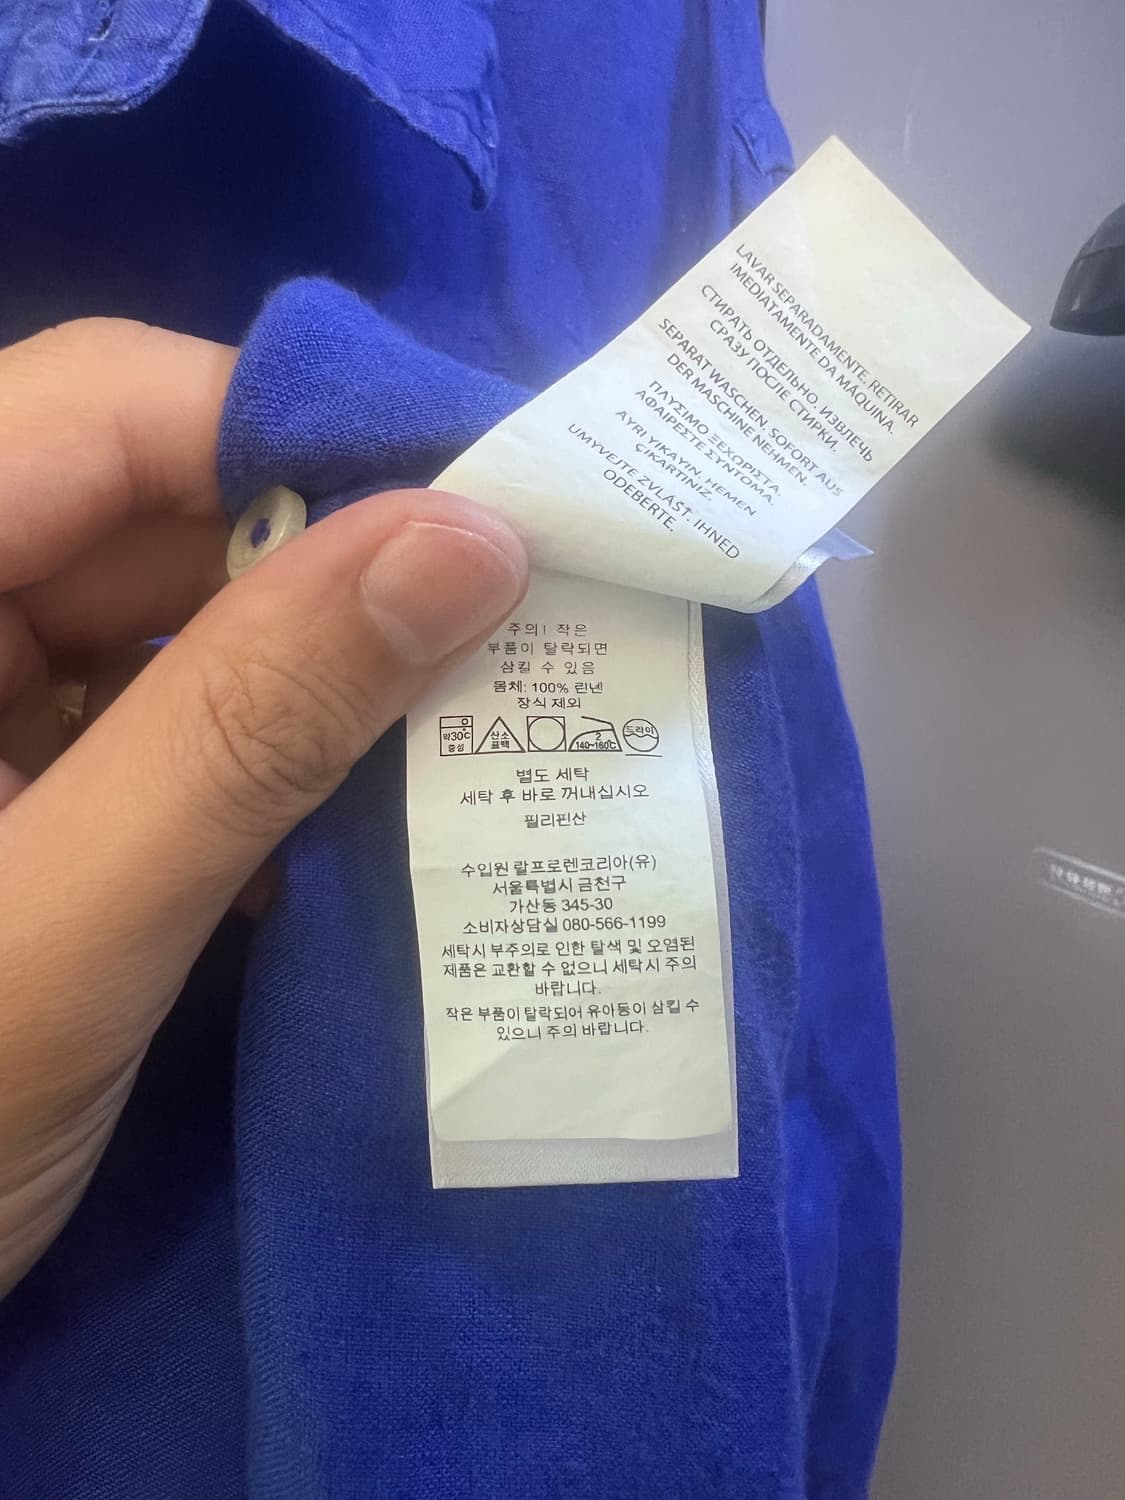 LAVAR SEPARADAMENTE. RETIRAR
IMEDIATAMENTE DA MÁQUINA.
СТИРАТЬ ОТДЕЛЬНО. ИЗВЛЕЧЬ
СРАЗУ ПОСЛЕ СТИРКИ.
SEPARAT WASCHEN. SOFORT AUS
DER MASCHINE NEHMEN.
ΠΛΥΣΙΜΟ ΞΕΧΩΡΙΣΤΑ.
ΑΦΑΙΡΕΣΤΕ ΣΥΝΤΟΜΑ.
AYRI YIKAYIN. HEMEN
ÇIKARTINIZ.
UMYVEJTE ZVLÁŠT. IHNED
ODEBERTE.
주의! 작은
부품이 탈락되면
삼킬 수 있음
몸체: 100% 린넨
장식 제외
약30℃
중성
산소
표백
2
140~160℃
드라이
별도 세탁
세탁 후 바로 꺼내십시오
필리핀산
수입원 랄프로렌코리아(유)
서울특별시 금천구
가산동 345-30
소비자상담실 080-566-1199
세탁시 부주의로 인한 탈색 및 오염된
제품은 교환할 수 없으니 세탁시 주의
바랍니다.
작은 부품이 탈락되어 유아동이 삼킬 수
있으니 주의 바랍니다.